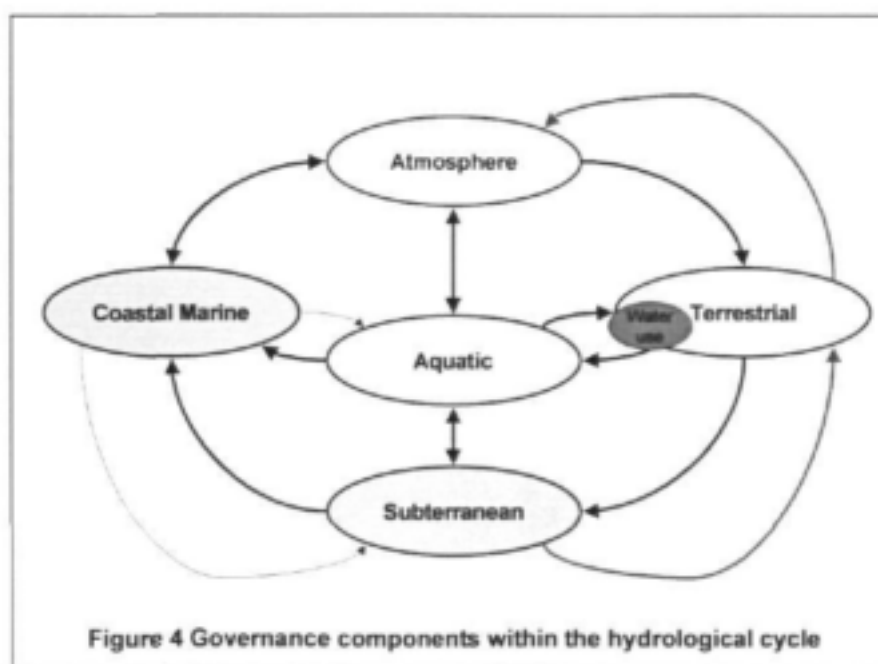 Atmosphere
Coastal Marine
Water
use
Terrestrial
Aquatic
Subterranean
Figure 4 Governance components within the hydrological cycle